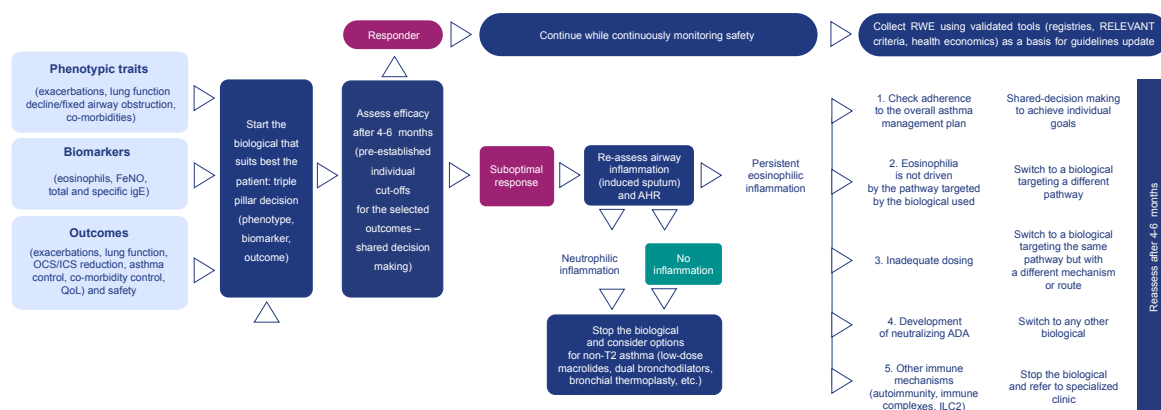 Responder
Continue while continuously monitoring safety
Collect RWE using validated tools (registries, RELEVANT
criteria, health economics) as a basis for guidelines update
Phenotypic traits
(exacerbations, lung function
decline/fixed airway obstruction,
co-morbidities)
Biomarkers
(eosinophils, FeNO,
total and specific igE)
Outcomes
(exacerbations, lung function,
OCS/ICS reduction, asthma
control, co-morbidity control,
QoL) and safety
Start the
biological that
suits best the
patient: triple
pillar decision
(phenotype,
biomarker,
outcome)
Assess efficacy
after 4-6 months
(pre-established
individual
cut-offs
for the selected
outcomes –
shared decision
making)
Suboptimal
response
Re-assess airway
inflammation
(induced sputum)
and AHR
Neutrophilic
inflammation
No
inflammation
Stop the biological
and consider options
for non-T2 asthma (low-dose
macrolides, dual bronchodilators,
bronchial thermoplasty, etc.)
Persistent
eosinophilic
inflammation
1. Check adherence
to the overall asthma
management plan
Shared-decision making
to achieve individual
goals
2. Eosinophilia
is not driven
by the pathway targeted
by the biological used
Switch to a biological
targeting a different
pathway
3. Inadequate dosing
Switch to a biological
targeting the same
pathway but with
a different mechanism
or route
4. Development
of neutralizing ADA
Switch to any other
biological
5. Other immune
mechanisms
(autoimmunity, immune
complexes, ILC2)
Stop the biological
and refer to specialized
clinic
Reassess after 4-6 months